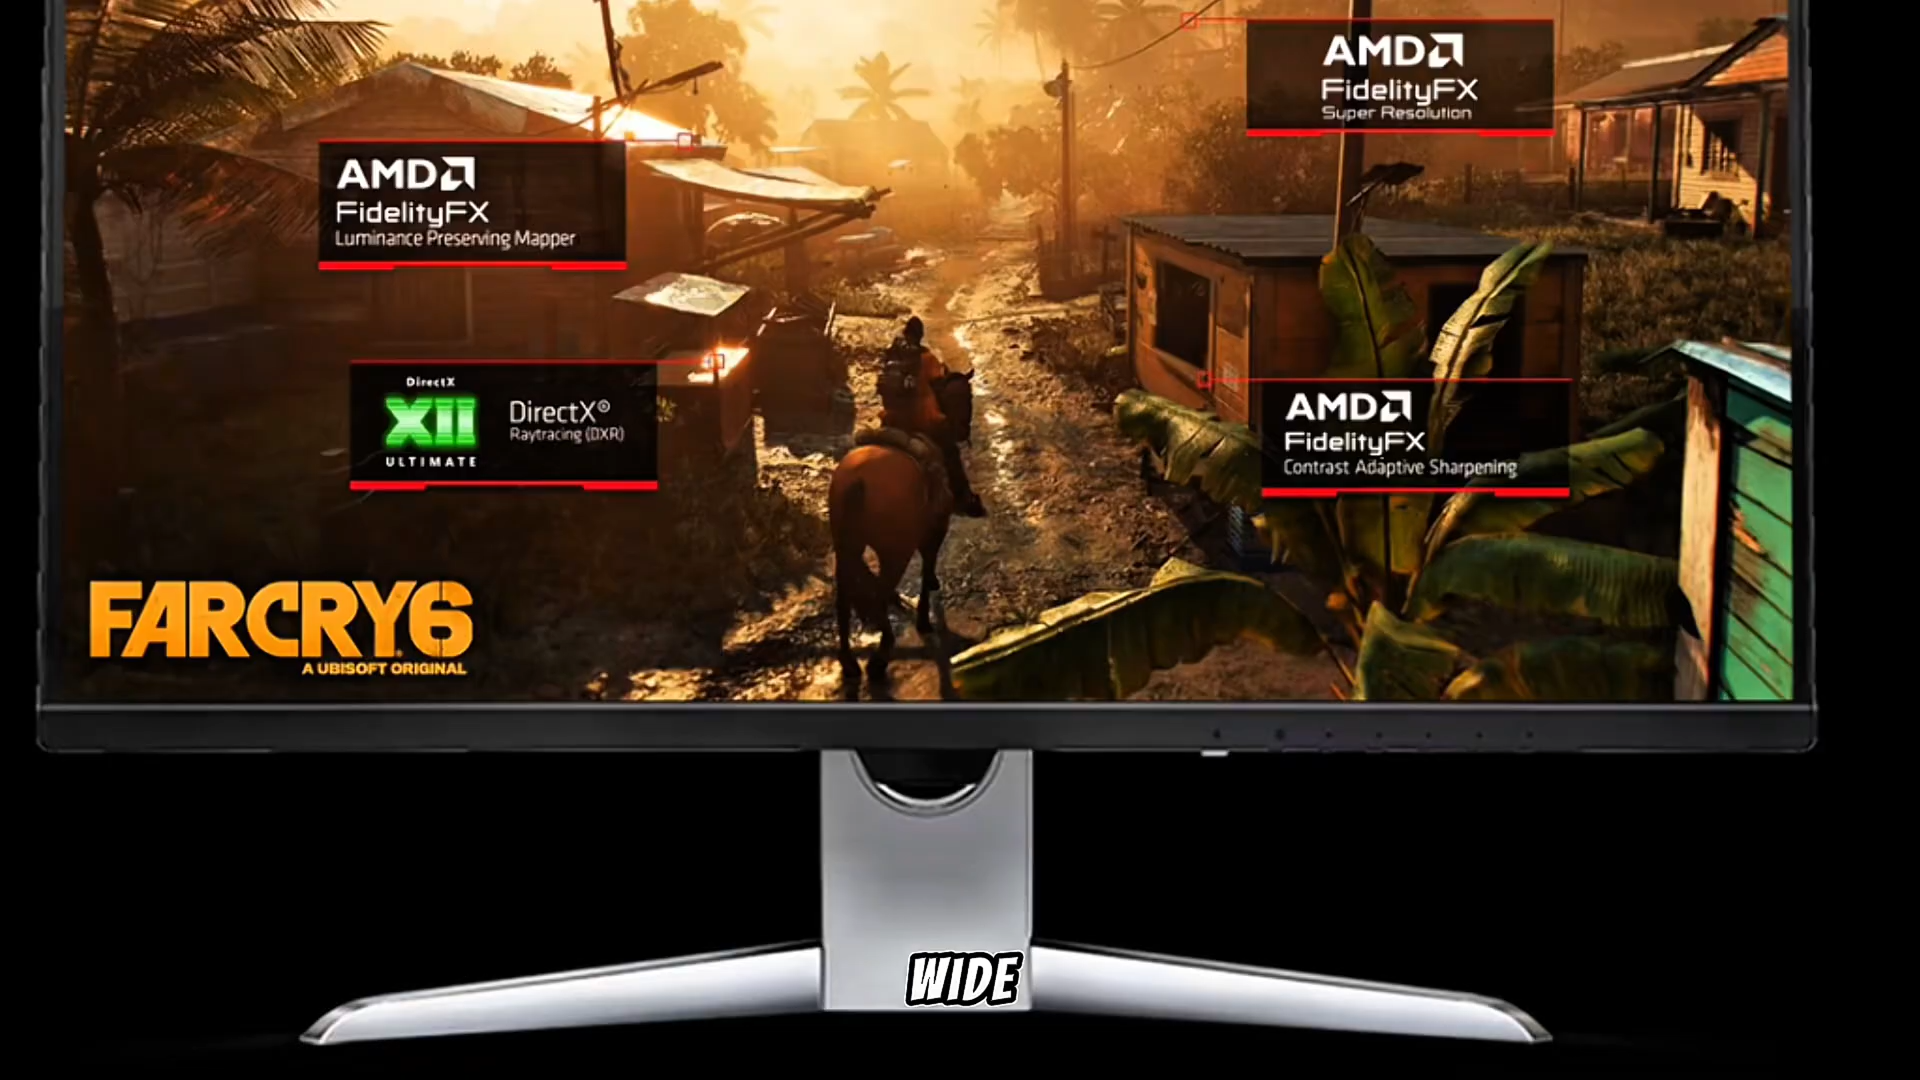 AMD
FidelityFX
Super Resolution
AMD
FidelityFX
Luminance Preserving Mapper
DirectX
XII
ULTIMATE
DirectX®
Raytracing (DXR)
AMD
FidelityFX
Contrast Adaptive Sharpening
FARCRY6
A UBISOFT ORIGINAL
WIDE